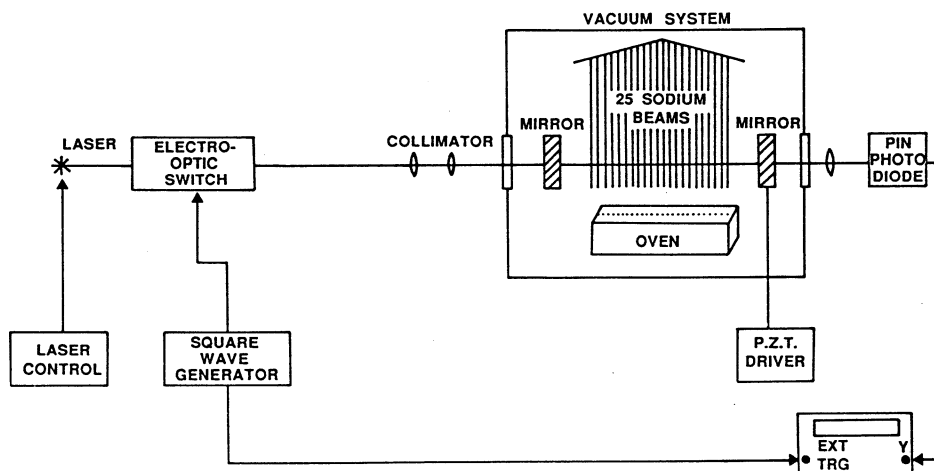 VACUUM SYSTEM
25 SODIUM
BEAMS
MIRROR
MIRROR
LASER
ELECTRO-
OPTIC
SWITCH
COLLIMATOR
PIN
PHOTO
DIODE
OVEN
LASER
CONTROL
SQUARE
WAVE
GENERATOR
P.Z.T.
DRIVER
EXT
TRG
Y